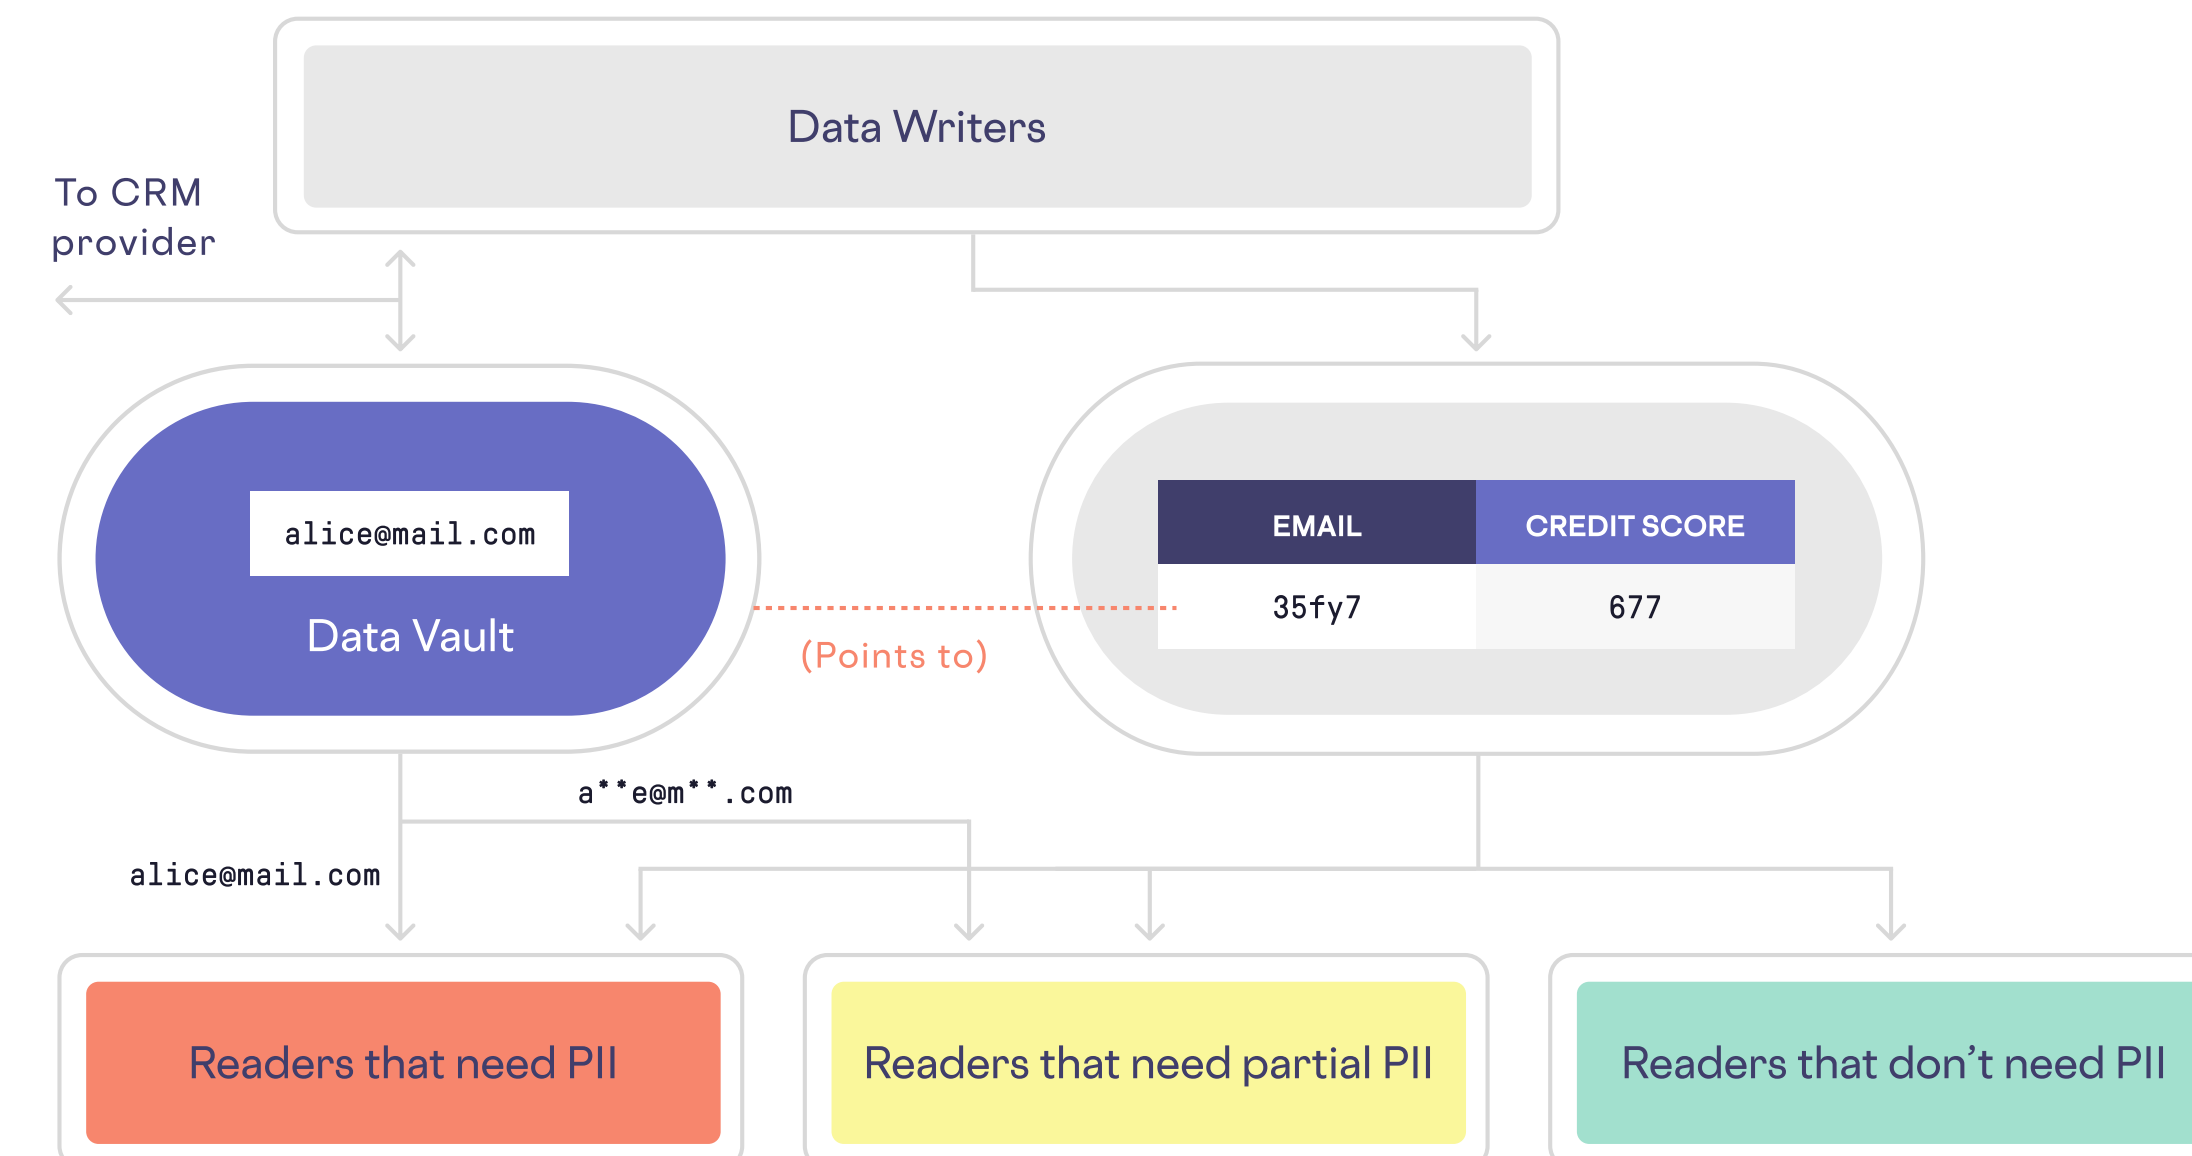 Data Writers
To CRM
provider
alice@mail.com
Data Vault
EMAIL
CREDIT SCORE
35fy7
677
(Points to)
a**e@m**.com
alice@mail.com
Readers that need PII
Readers that need partial PII
Readers that don’t need PII